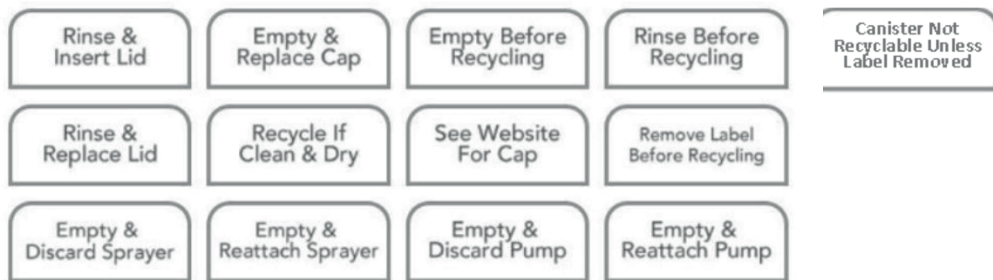 Rinse &
Insert Lid
Empty &
Replace Cap
Empty Before
Recycling
Rinse Before
Recycling
Canister Not
Recyclable Unless
Label Removed
Rinse &
Replace Lid
Recycle If
Clean & Dry
See Website
For Cap
Remove Label
Before Recycling
Empty &
Discard Sprayer
Empty &
Reattach Sprayer
Empty &
Discard Pump
Empty &
Reattach Pump